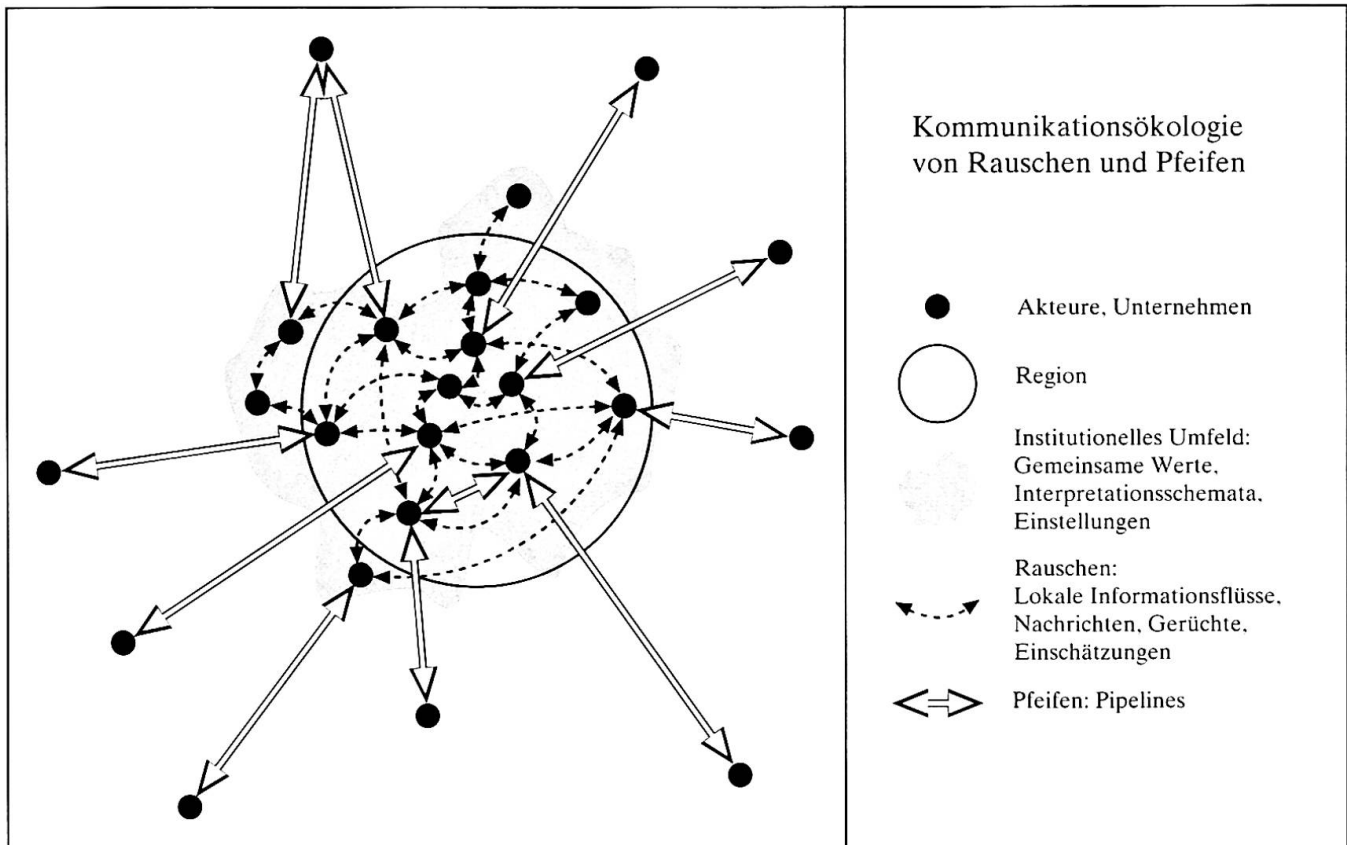 Kommunikationsökologie
von Rauschen und Pfeifen
Akteure, Unternehmen
Region
Institutionelles Umfeld:
Gemeinsame Werte,
Interpretationsschemata,
Einstellungen
Rauschen:
Lokale Informationsflüsse,
Nachrichten, Gerüchte,
Einschätzungen
Pfeifen: Pipelines